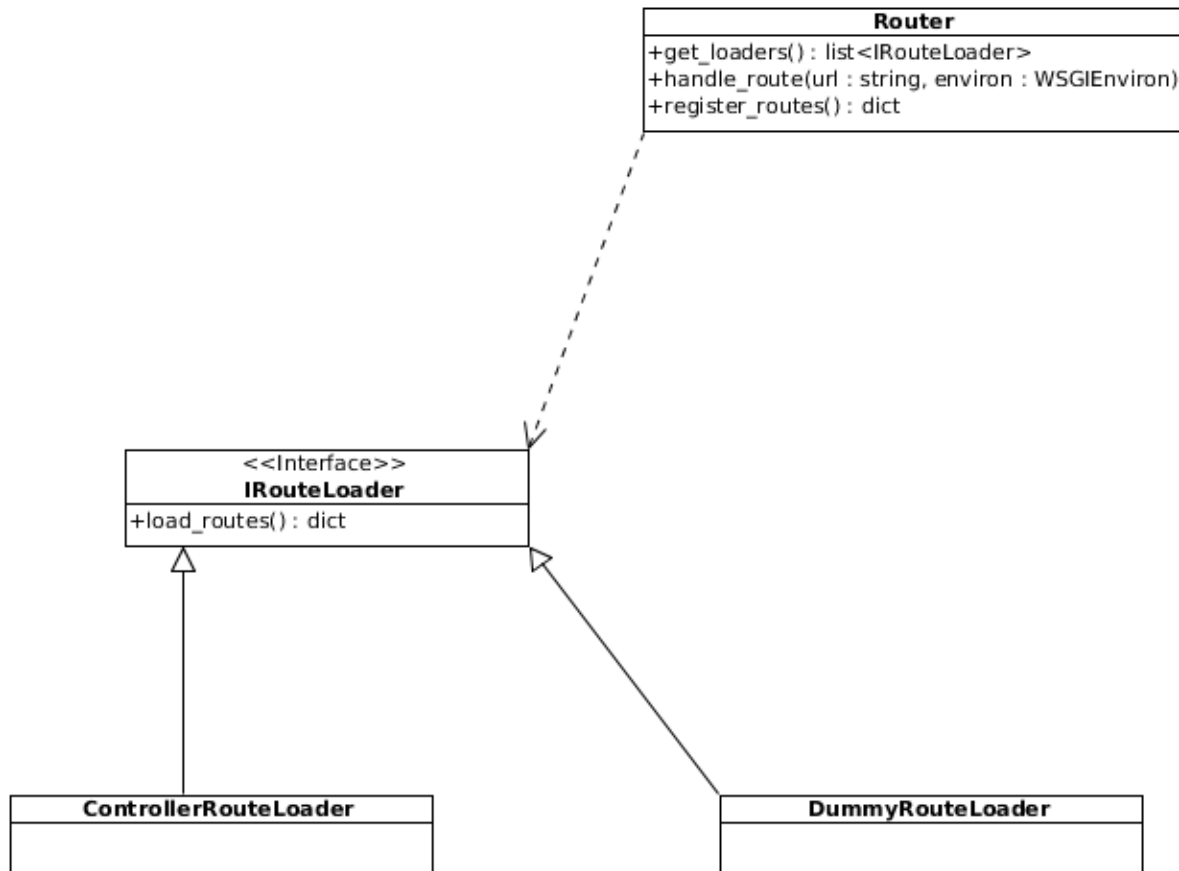 Router
+get_loaders() : list<IRouteLoader>
+handle_route(url : string, environ : WSGIEnviron)
+register_routes() : dict
<<Interface>>
IRouteLoader
+load_routes() : dict
ControllerRouteLoader
DummyRouteLoader